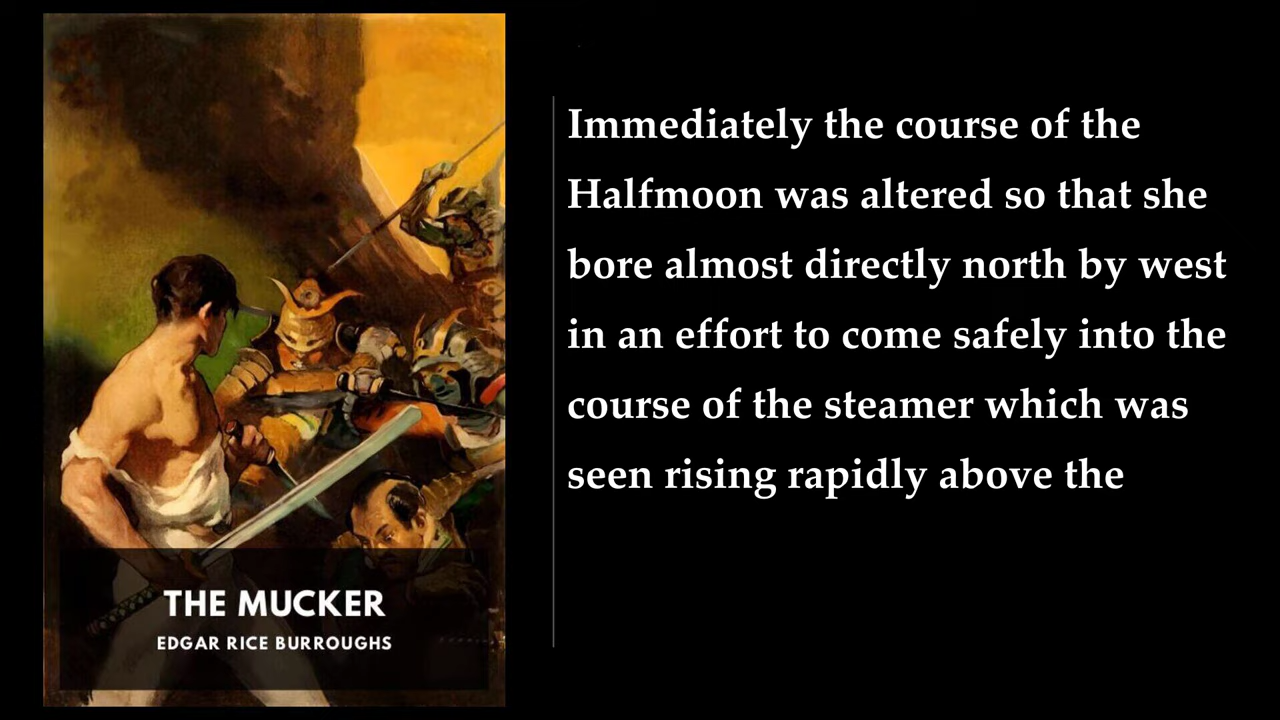 Immediately the course of the
Halfmoon was altered so that she
bore almost directly north by west
in an effort to come safely into the
course of the steamer which was
seen rising rapidly above the
THE MUCKER
EDGAR RICE BURROUGHS